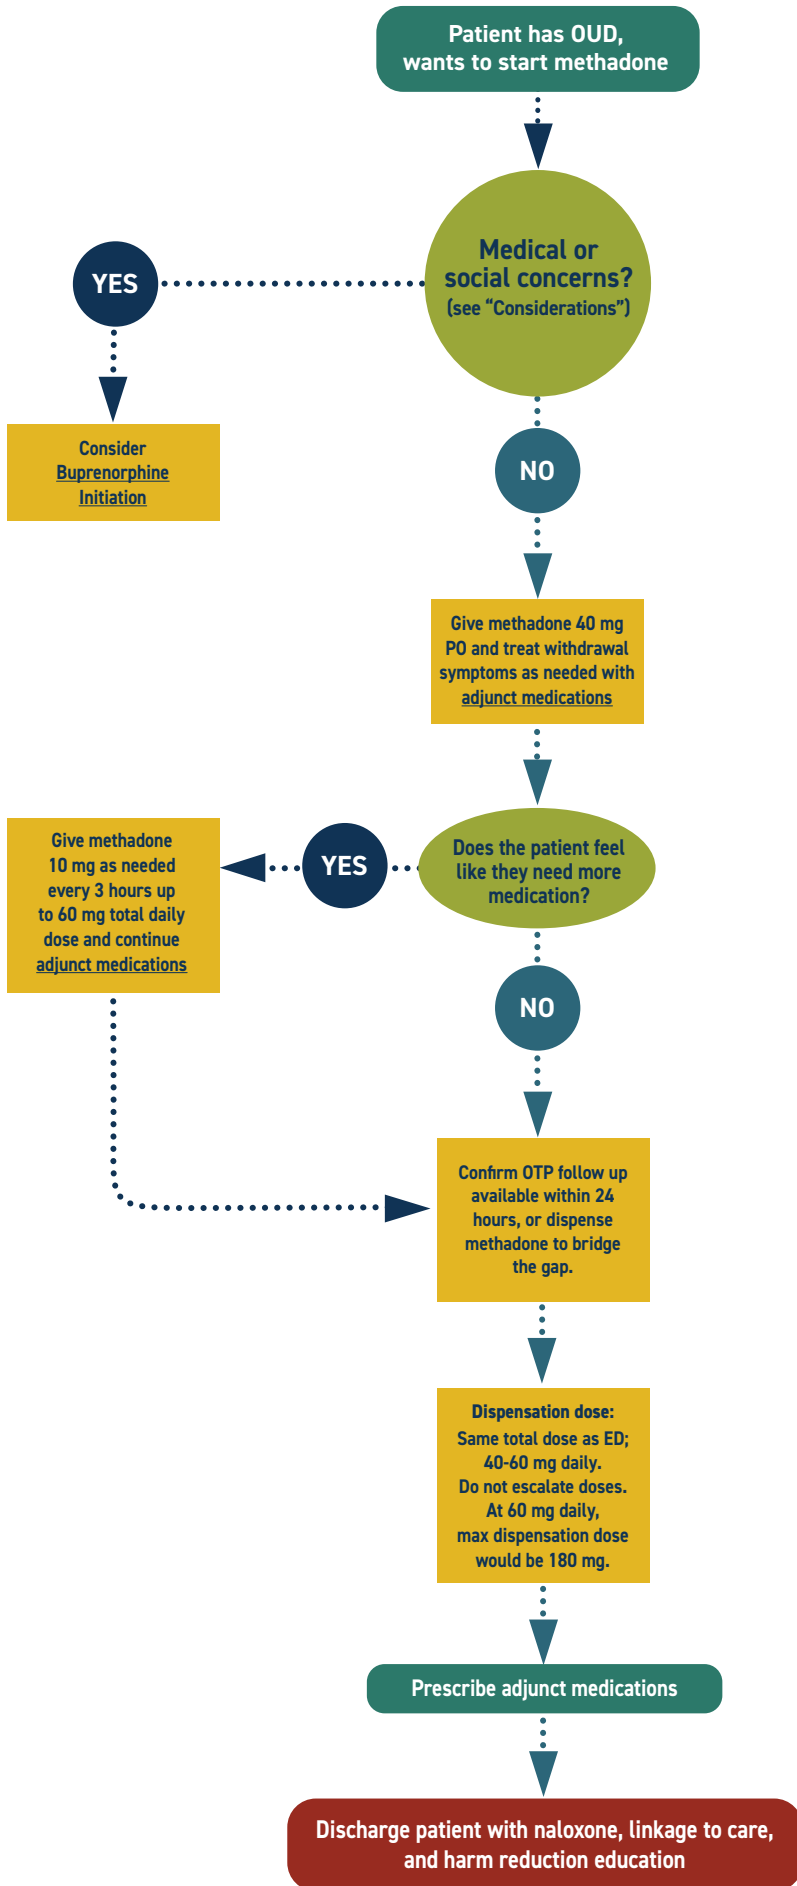 Patient has OUD,
wants to start methadone
Medical or
social concerns?
(see “Considerations”)
YES
Consider
Buprenorphine
Initiation
NO
Give methadone 40 mg
PO and treat withdrawal
symptoms as needed with
adjunct medications
Does the patient feel
like they need more
medication?
YES
Give methadone
10 mg as needed
every 3 hours up
to 60 mg total daily
dose and continue
adjunct medications
NO
Confirm OTP follow up
available within 24
hours, or dispense
methadone to bridge
the gap.
Dispensation dose:
Same total dose as ED;
40-60 mg daily.
Do not escalate doses.
At 60 mg daily,
max dispensation dose
would be 180 mg.
Prescribe adjunct medications
Discharge patient with naloxone, linkage to care,
and harm reduction education